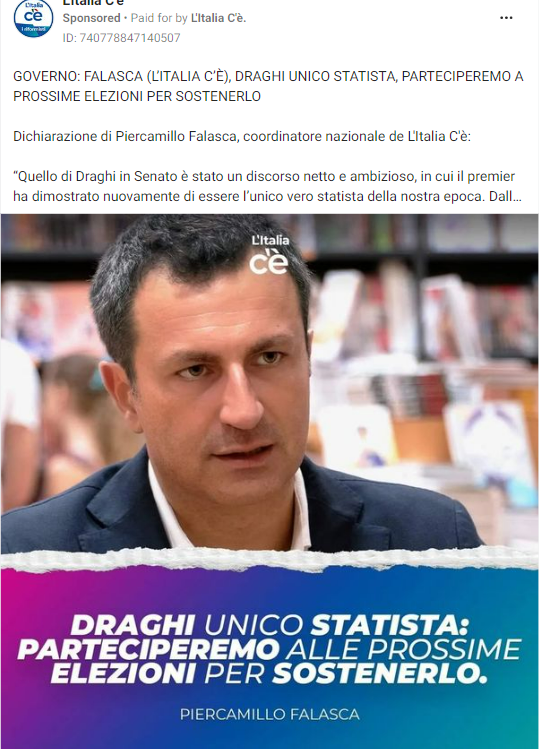 L'Italia C'è
Sponsored • Paid for by L'Italia C'è.
ID: 740778847140507
GOVERNO: FALASCA (L'ITALIA C'È), DRAGHI UNICO STATISTA, PARTECIPEREMO A
PROSSIME ELEZIONI PER SOSTENERLO
Dichiarazione di Piercamillo Falasca, coordinatore nazionale de L'Italia C'è:
“Quello di Draghi in Senato è stato un discorso netto e ambizioso, in cui il premier
ha dimostrato nuovamente di essere l'unico vero statista della nostra epoca. Dall...
L'Italia
c'è
L'Italia
c'è
DRAGHI UNICO STATISTA:
PARTECIPEREMO ALLE PROSSIME
ELEZIONI PER SOSTENERLO.
PIERCAMILLO FALASCA